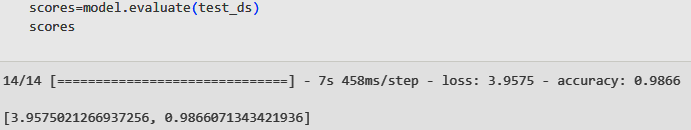 scores=model.evaluate(test_ds)
scores
14/14 [==============================] - 7s 458ms/step - loss: 3.9575 - accuracy: 0.9866
[3.9575021266937256, 0.9866071343421936]